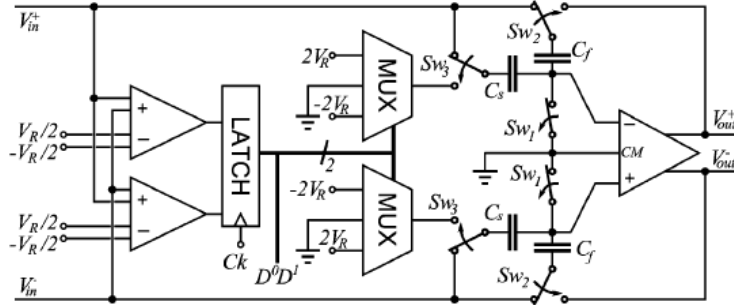 V_in^+
Sw_2
2V_R
MUX
Sw_3
C_f
C_s
-2V_R
V_out^+
+
V_R/2
-V_R/2
−
LATCH
Sw_1
−
CM
+
V_out^-
2
-2V_R
MUX
Sw_1
Sw_3
C_s
+
V_R/2
-V_R/2
−
2V_R
C_f
Ck
D^0D^1
Sw_2
V_in^-